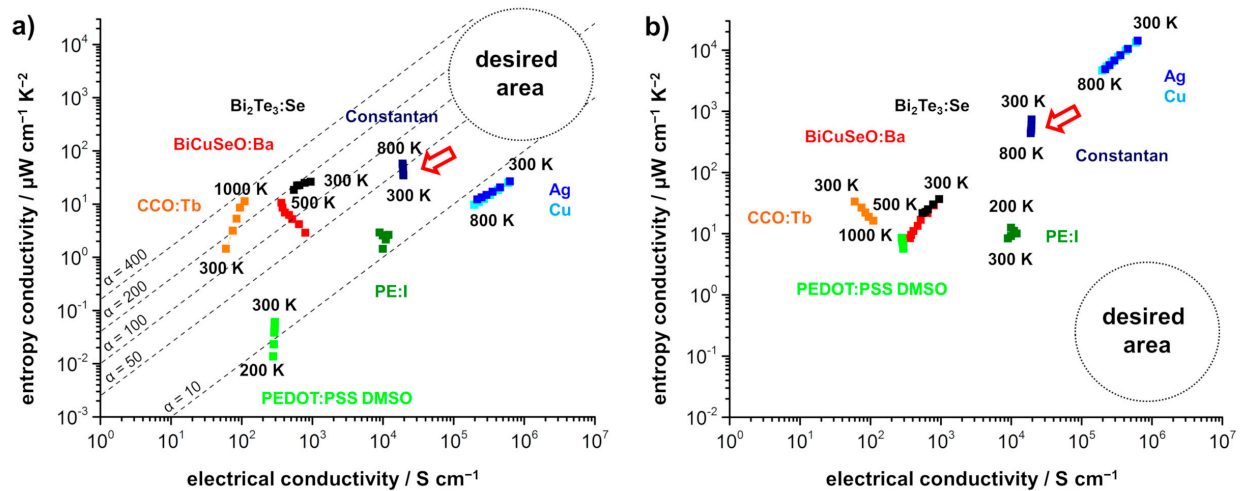 a)
entropy conductivity / µW cm⁻¹ K⁻²
10⁴
10³
10²
10¹
10⁰
10⁻¹
10⁻²
10⁻³
desired
area
Bi₂Te₃:Se
Constantan
BiCuSeO:Ba
800 K
1000 K
300 K
300 K
CCO:Tb
500 K
300 K
Ag
Cu
800 K
300 K
α = 400
α = 200
α = 100
α = 50
α = 10
PE:I
300 K
200 K
PEDOT:PSS DMSO
10⁰
10¹
10²
10³
10⁴
10⁵
10⁶
10⁷
electrical conductivity / S cm⁻¹
b)
entropy conductivity / µW cm⁻¹ K⁻²
10⁴
10³
10²
10¹
10⁰
10⁻¹
10⁻²
300 K
800 K
Ag
Cu
Bi₂Te₃:Se
300 K
BiCuSeO:Ba
800 K
Constantan
300 K
300 K
CCO:Tb
500 K
200 K
1000 K
PE:I
300 K
PEDOT:PSS DMSO
desired
area
10⁰
10¹
10²
10³
10⁴
10⁵
10⁶
10⁷
electrical conductivity / S cm⁻¹